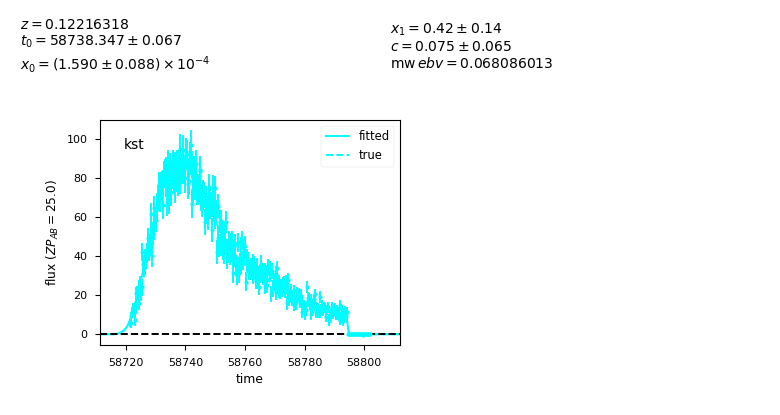 z = 0.12216318
t₀ = 58738.347 ± 0.067
x₀ = (1.590 ± 0.088) × 10⁻⁴
x₁ = 0.42 ± 0.14
c = 0.075 ± 0.065
mw ebv = 0.068086013
kst
fitted
true
flux (ZP_AB = 25.0)
100
80
60
40
20
0
58720 58740 58760 58780 58800
time